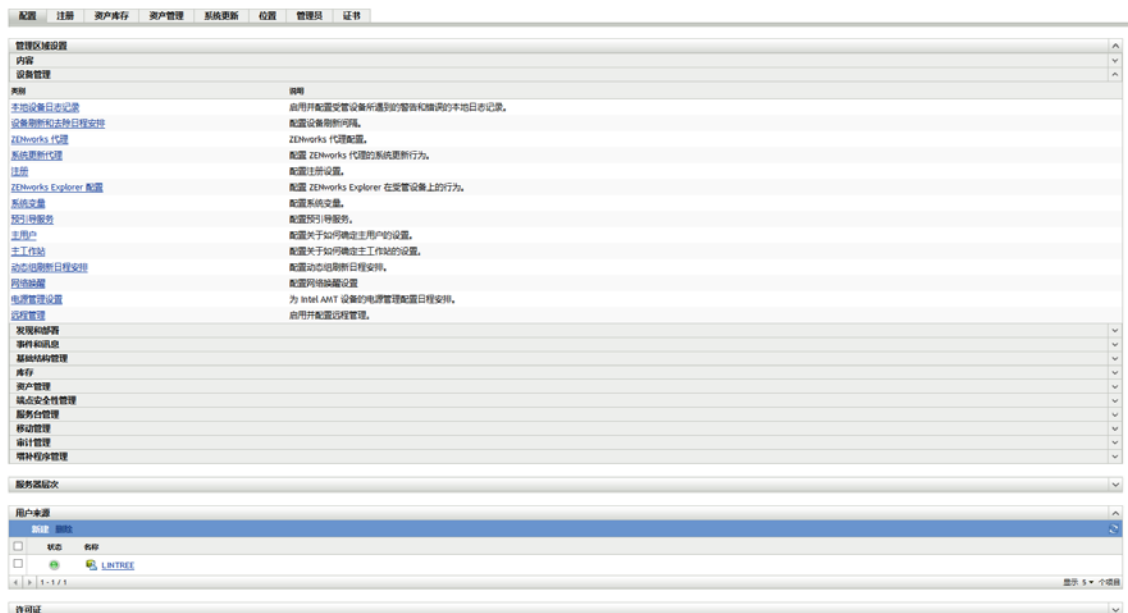 配置 注册 资产库存 资产管理 系统更新 位置 管理员 证书
管理区域设置
内容
设备管理
类别 说明
本地设备日志记录 启用并配置受管设备所遇到的警告和错误的本地日志记录。
设备刷新和去除日程安排 配置设备刷新间隔。
ZENworks 代理 ZENworks 代理配置。
系统更新代理 配置 ZENworks 代理的系统更新行为。
注册 配置注册设置。
ZENworks Explorer 配置 配置 ZENworks Explorer 在受管设备上的行为。
系统变量 配置系统变量。
预引导服务 配置预引导服务。
主用户 配置关于如何确定主用户的设置。
主工作站 配置关于如何确定主工作站的设置。
动态组刷新日程安排 配置动态组刷新日程安排。
网络唤醒 配置网络唤醒设置
电源管理设置 为 Intel AMT 设备的电源管理配置日程安排。
远程管理 启用并配置远程管理。
发现和部署
事件和讯息
基础结构管理
库存
资产管理
端点安全性管理
服务台管理
移动管理
审计管理
增补程序管理
服务器层次
用户来源
新建 删除
状态 名称
LINTREE
1 - 1 / 1 显示 5 个项目
许可证